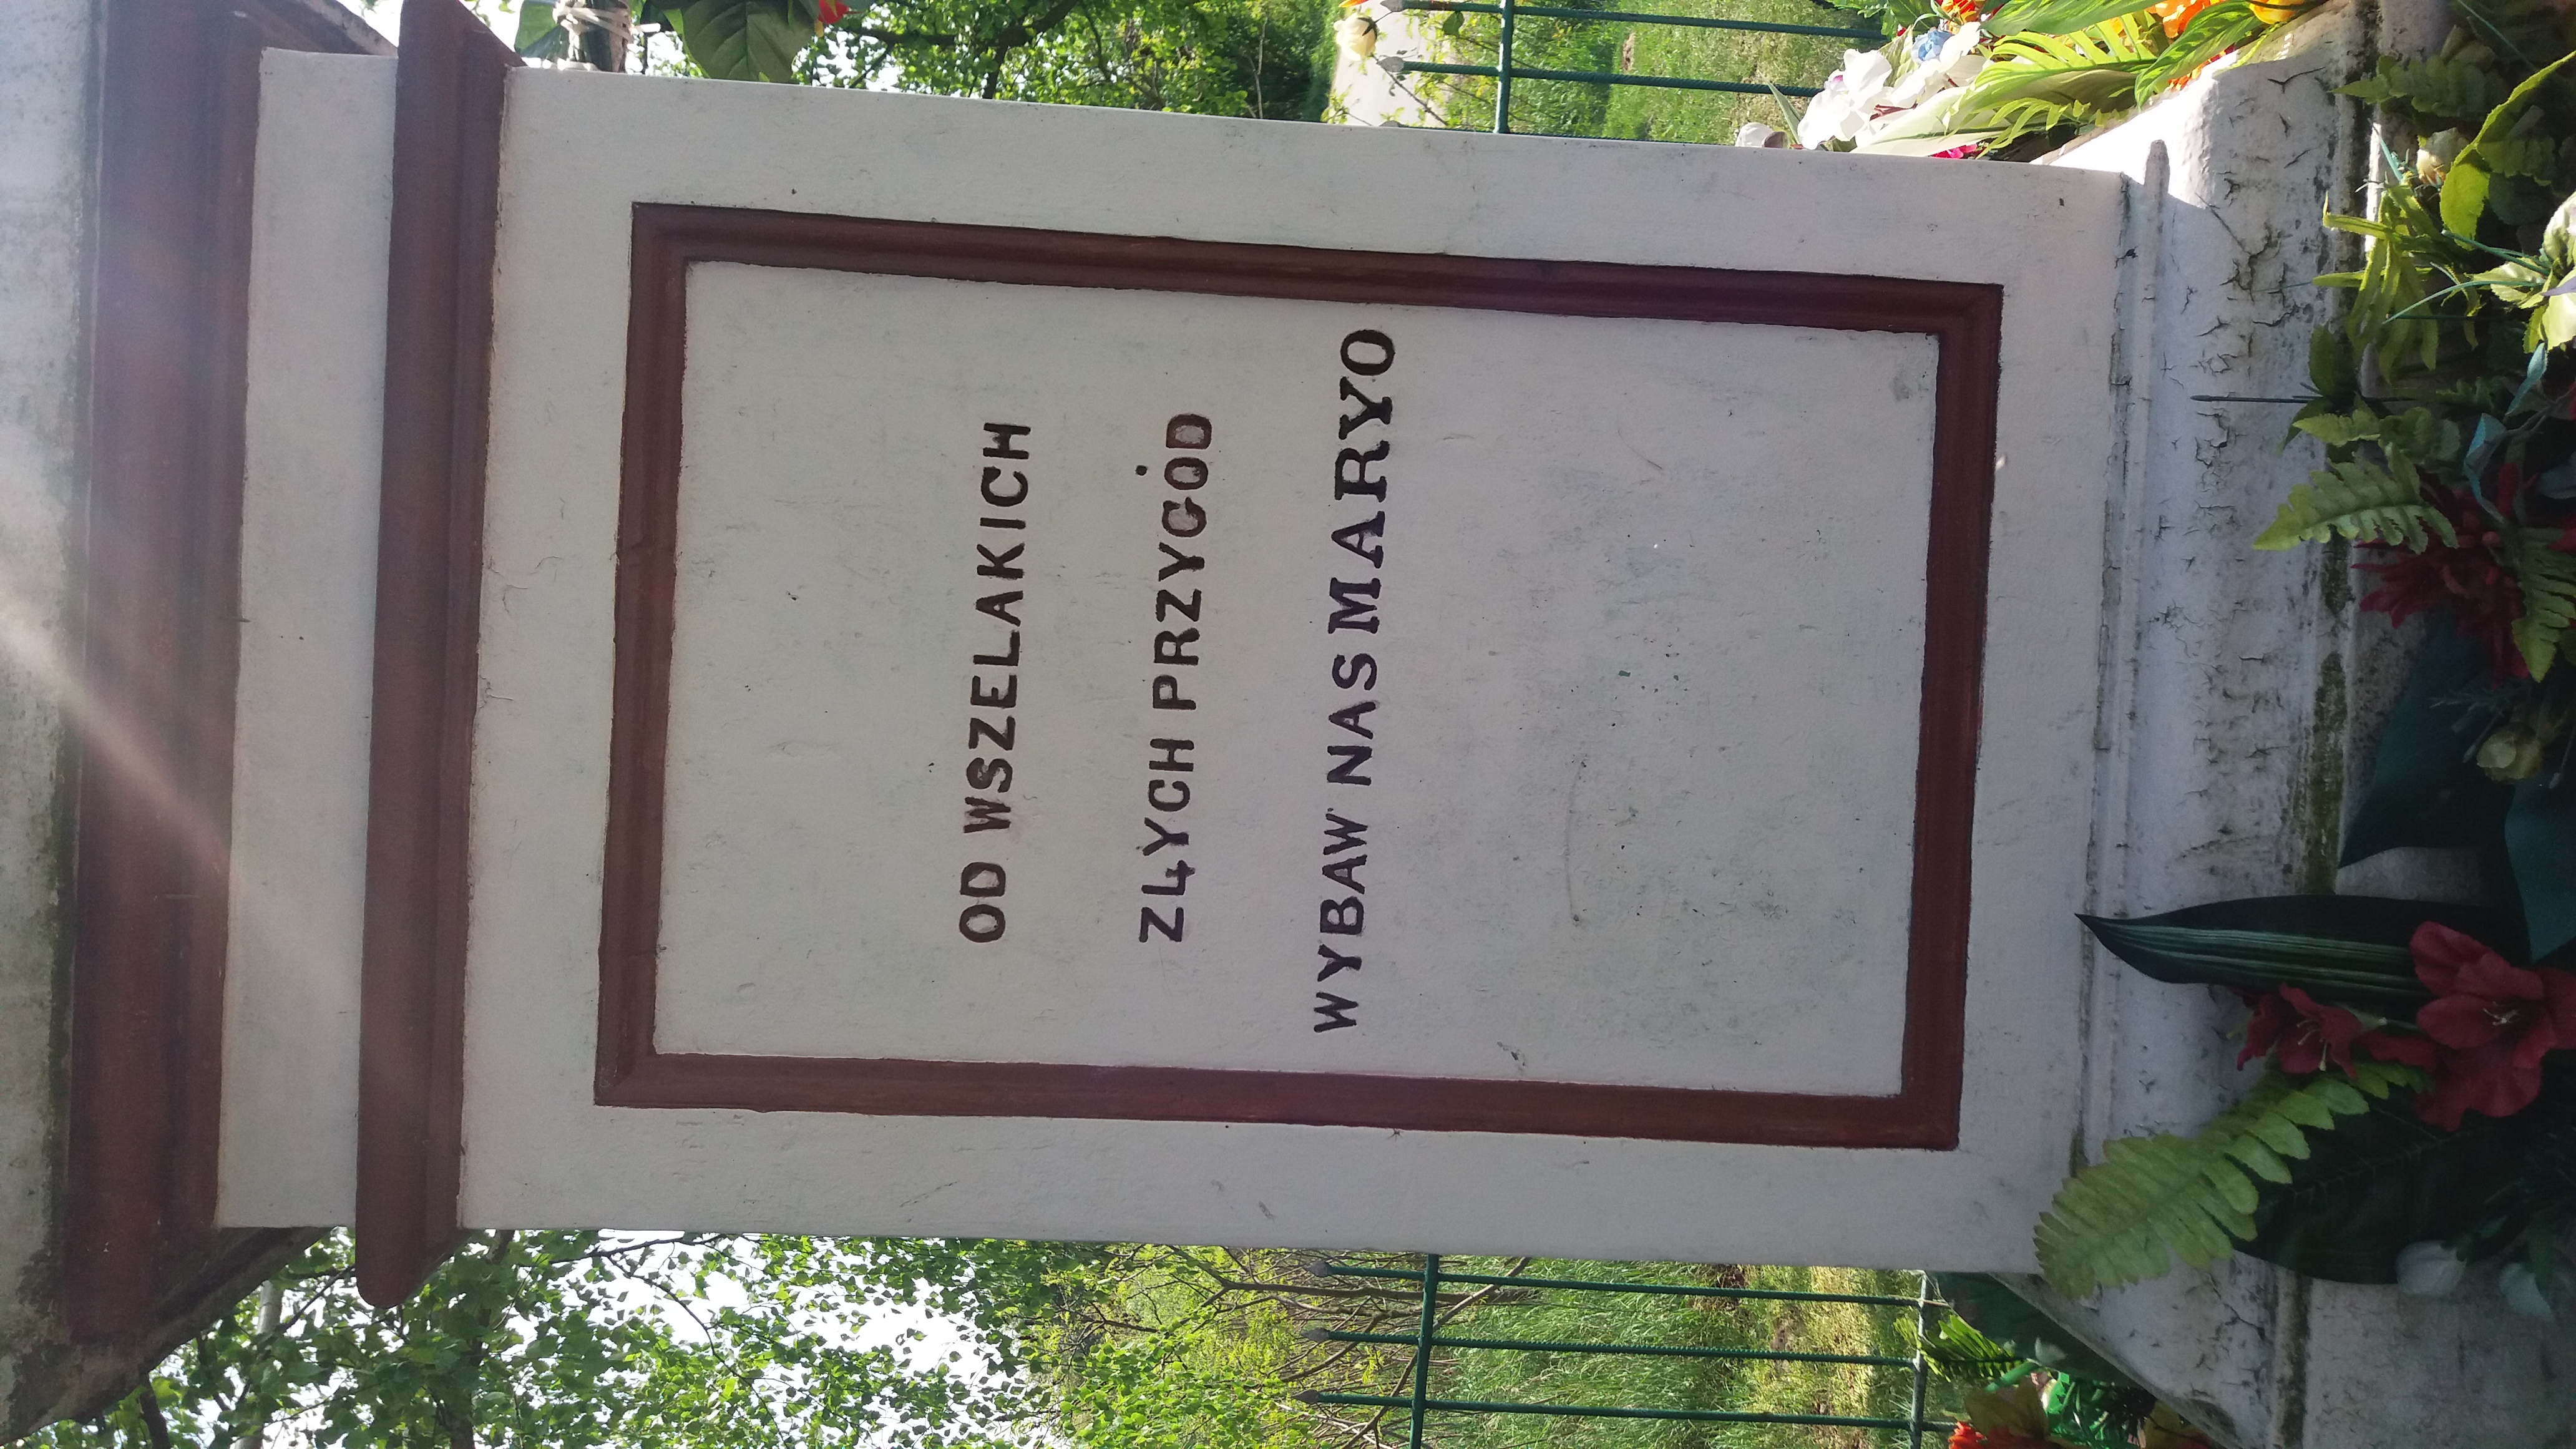 OD WSZELAKICH
ZŁYCH PRZYGÓD
WYBAW NAS MARYO